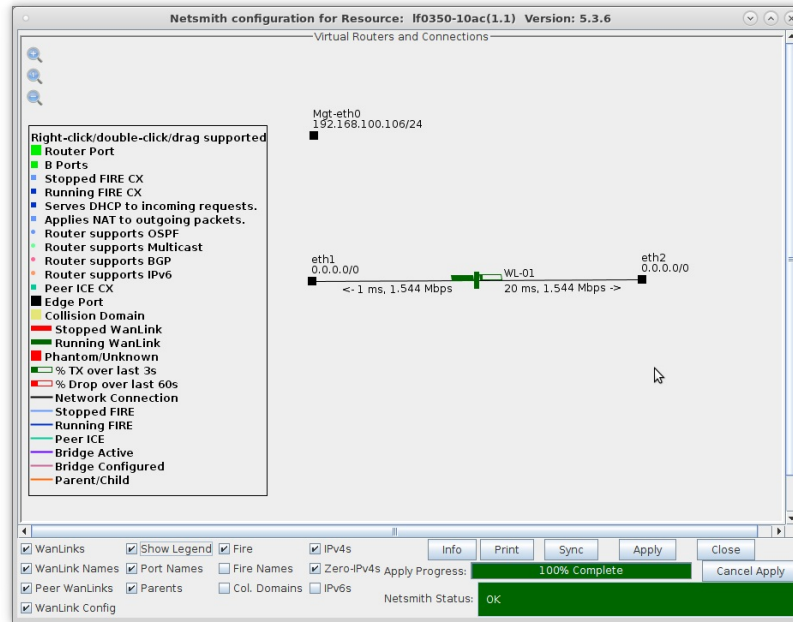 Netsmith configuration for Resource: lf0350-10ac(1.1) Version: 5.3.6
Virtual Routers and Connections
Mgt-eth0
192.168.100.106/24
Right-click/double-click/drag supported
Router Port
B Ports
Stopped FIRE CX
Running FIRE CX
Serves DHCP to incoming requests.
Applies NAT to outgoing packets.
Router supports OSPF
Router supports Multicast
Router supports BGP
Router supports IPv6
Peer ICE CX
Edge Port
Collision Domain
Stopped WanLink
Running WanLink
Phantom/Unknown
% TX over last 3s
% Drop over last 60s
Network Connection
Stopped FIRE
Running FIRE
Peer ICE
Bridge Active
Bridge Configured
Parent/Child
eth1
0.0.0.0/0
WL-01
<- 1 ms, 1.544 Mbps
20 ms, 1.544 Mbps ->
eth2
0.0.0.0/0
WanLinks Show Legend Fire IPv4s Info Print Sync Apply Close
WanLink Names Port Names Fire Names Zero-IPv4s Apply Progress: 100% Complete Cancel Apply
Peer WanLinks Parents Col. Domains IPv6s
WanLink Config Netsmith Status: OK